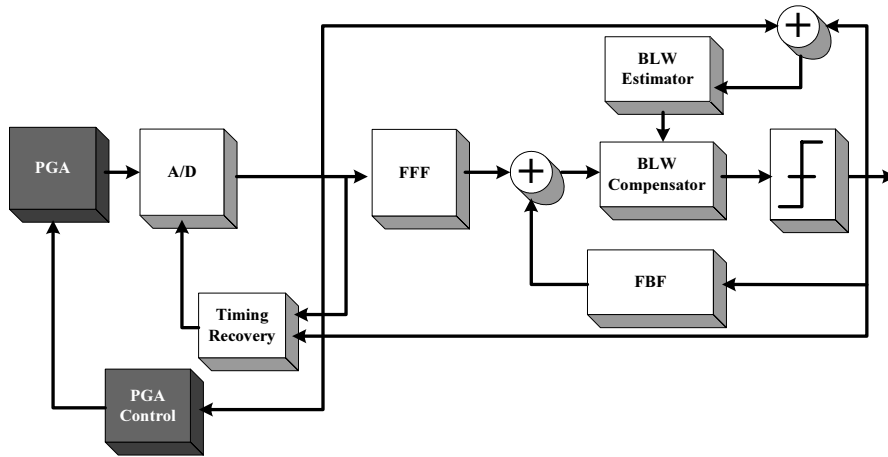 +
BLW
Estimator
PGA
A/D
FFF
+
BLW
Compensator
FBF
Timing
Recovery
PGA
Control